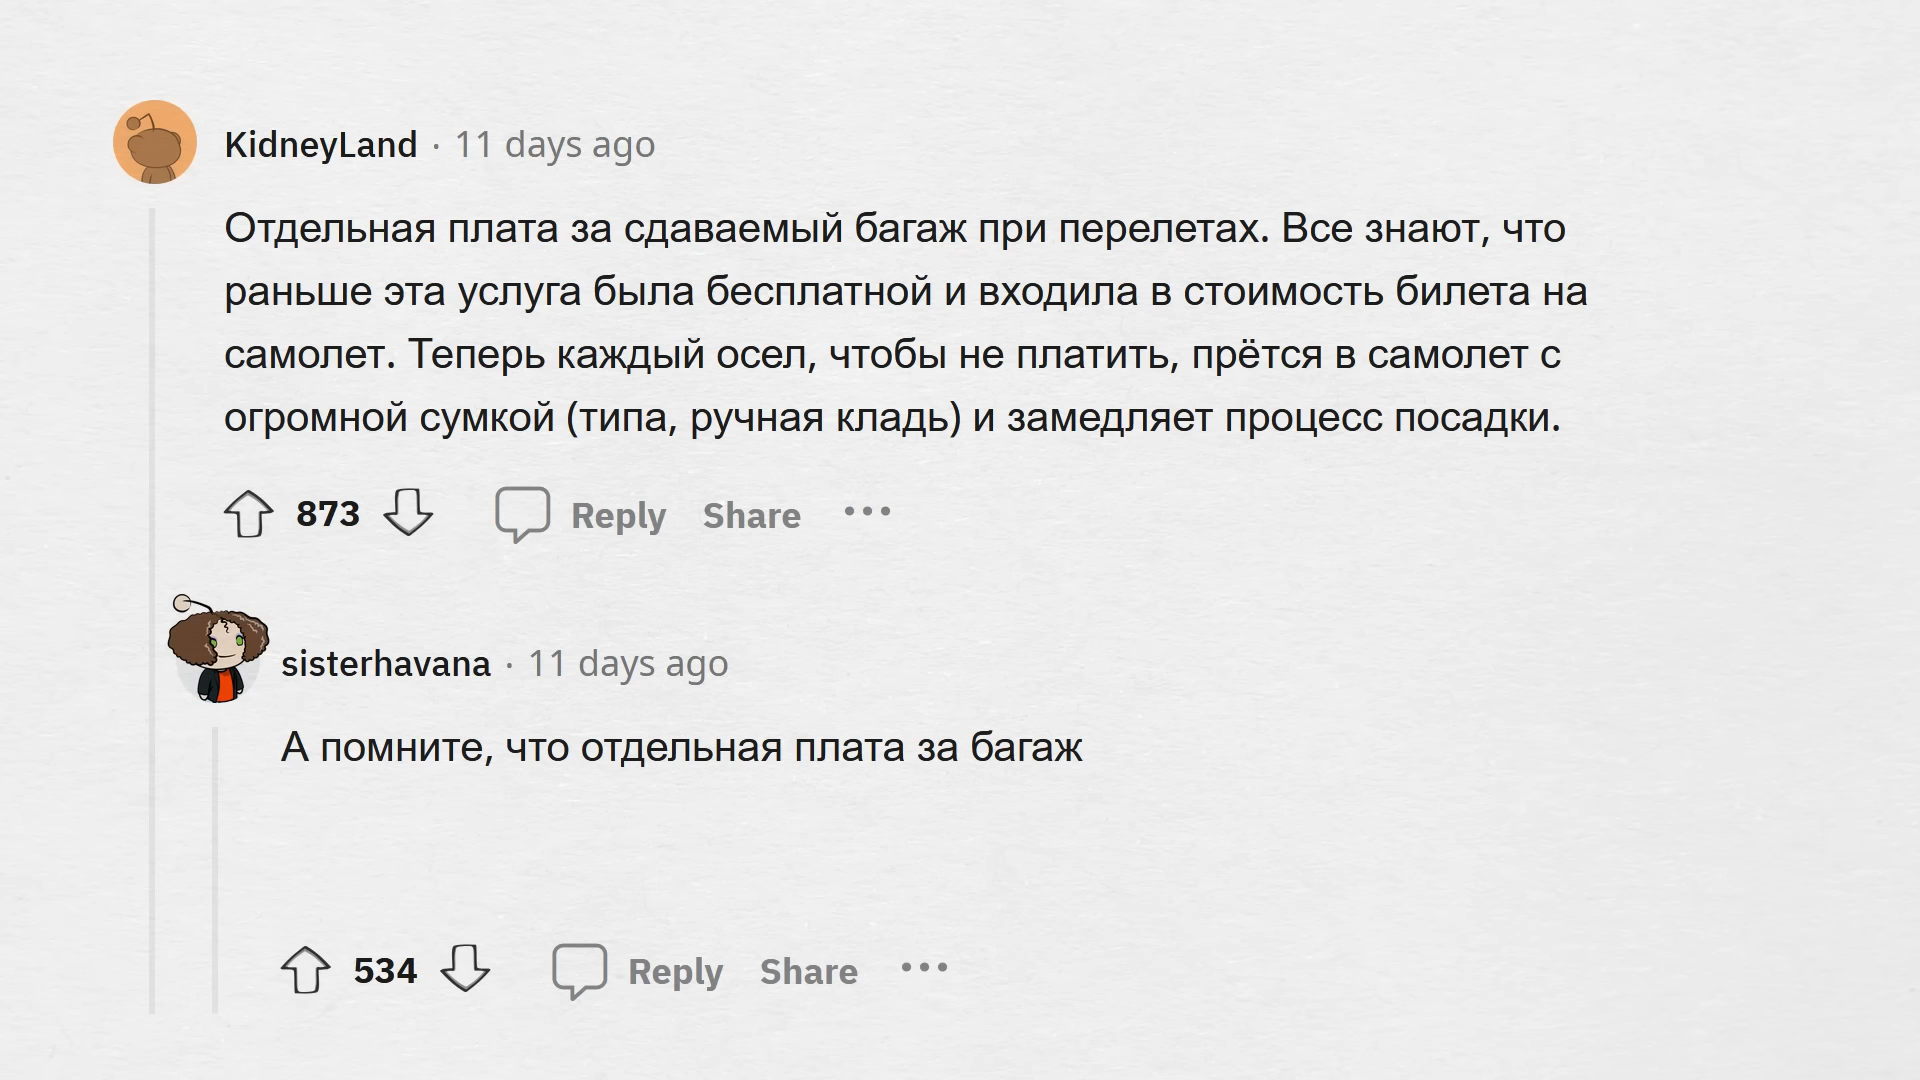 KidneyLand · 11 days ago
Отдельная плата за сдаваемый багаж при перелетах. Все знают, что
раньше эта услуга была бесплатной и входила в стоимость билета на
самолет. Теперь каждый осел, чтобы не платить, прётся в самолет с
огромной сумкой (типа, ручная кладь) и замедляет процесс посадки.
873 Reply Share •••
sisterhavana · 11 days ago
А помните, что отдельная плата за багаж
534 Reply Share •••